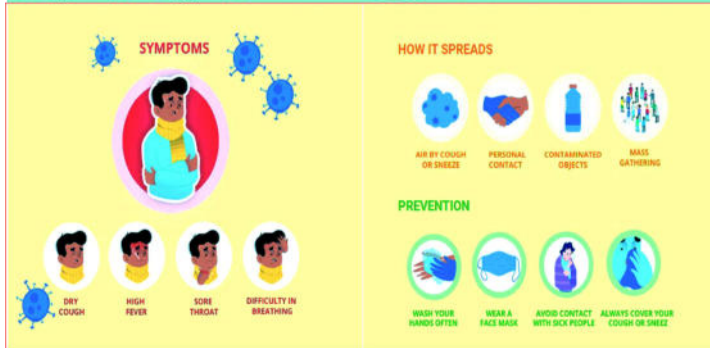 SYMPTOMS
DRY
COUGH
HIGH
FEVER
SORE
THROAT
DIFFICULTY IN
BREATHING
HOW IT SPREADS
AIR BY COUGH
OR SNEEZE
PERSONAL
CONTACT
CONTAMINATED
OBJECTS
MASS
GATHERING
PREVENTION
WASH YOUR
HANDS OFTEN
WEAR A
FACE MASK
AVOID CONTACT
WITH SICK PEOPLE
ALWAYS COVER YOUR
COUGH OR SNEEZ